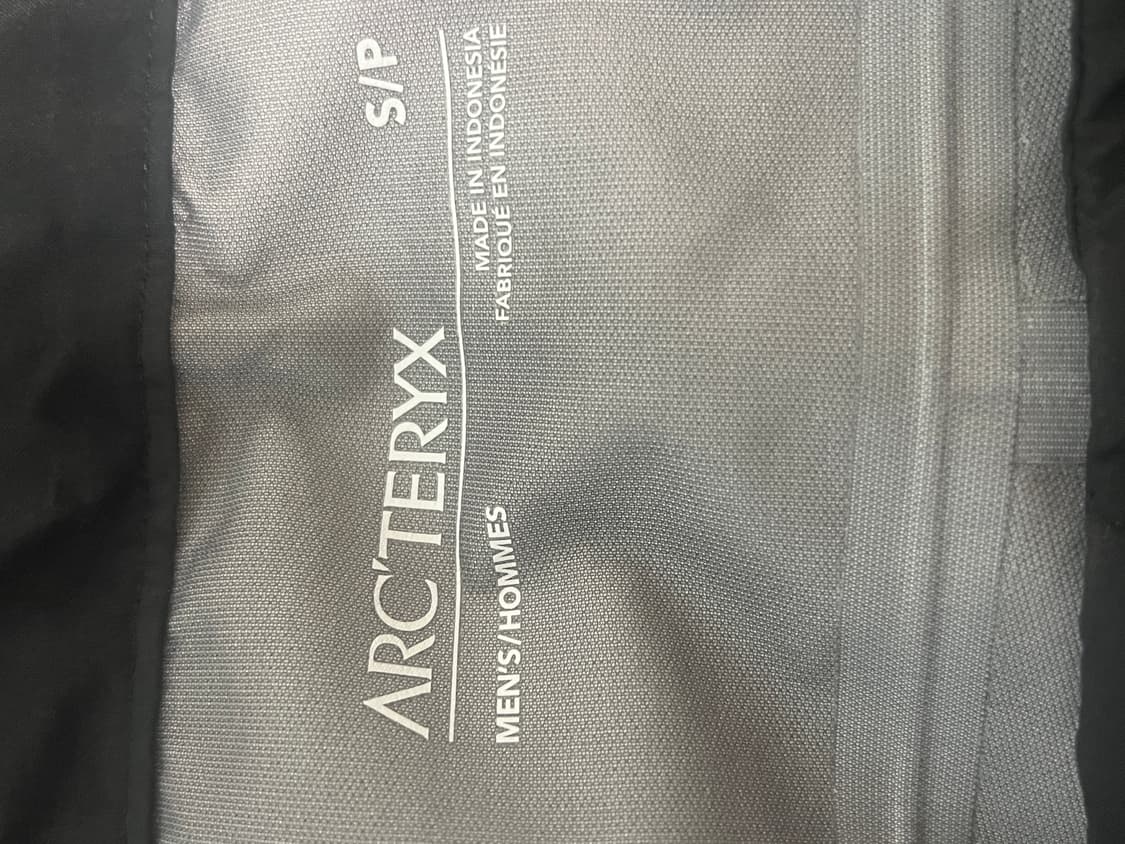 ARC'TERYX S/P
MEN'S/HOMMES MADE IN INDONESIA
FABRIQUÉ EN INDONÉSIE